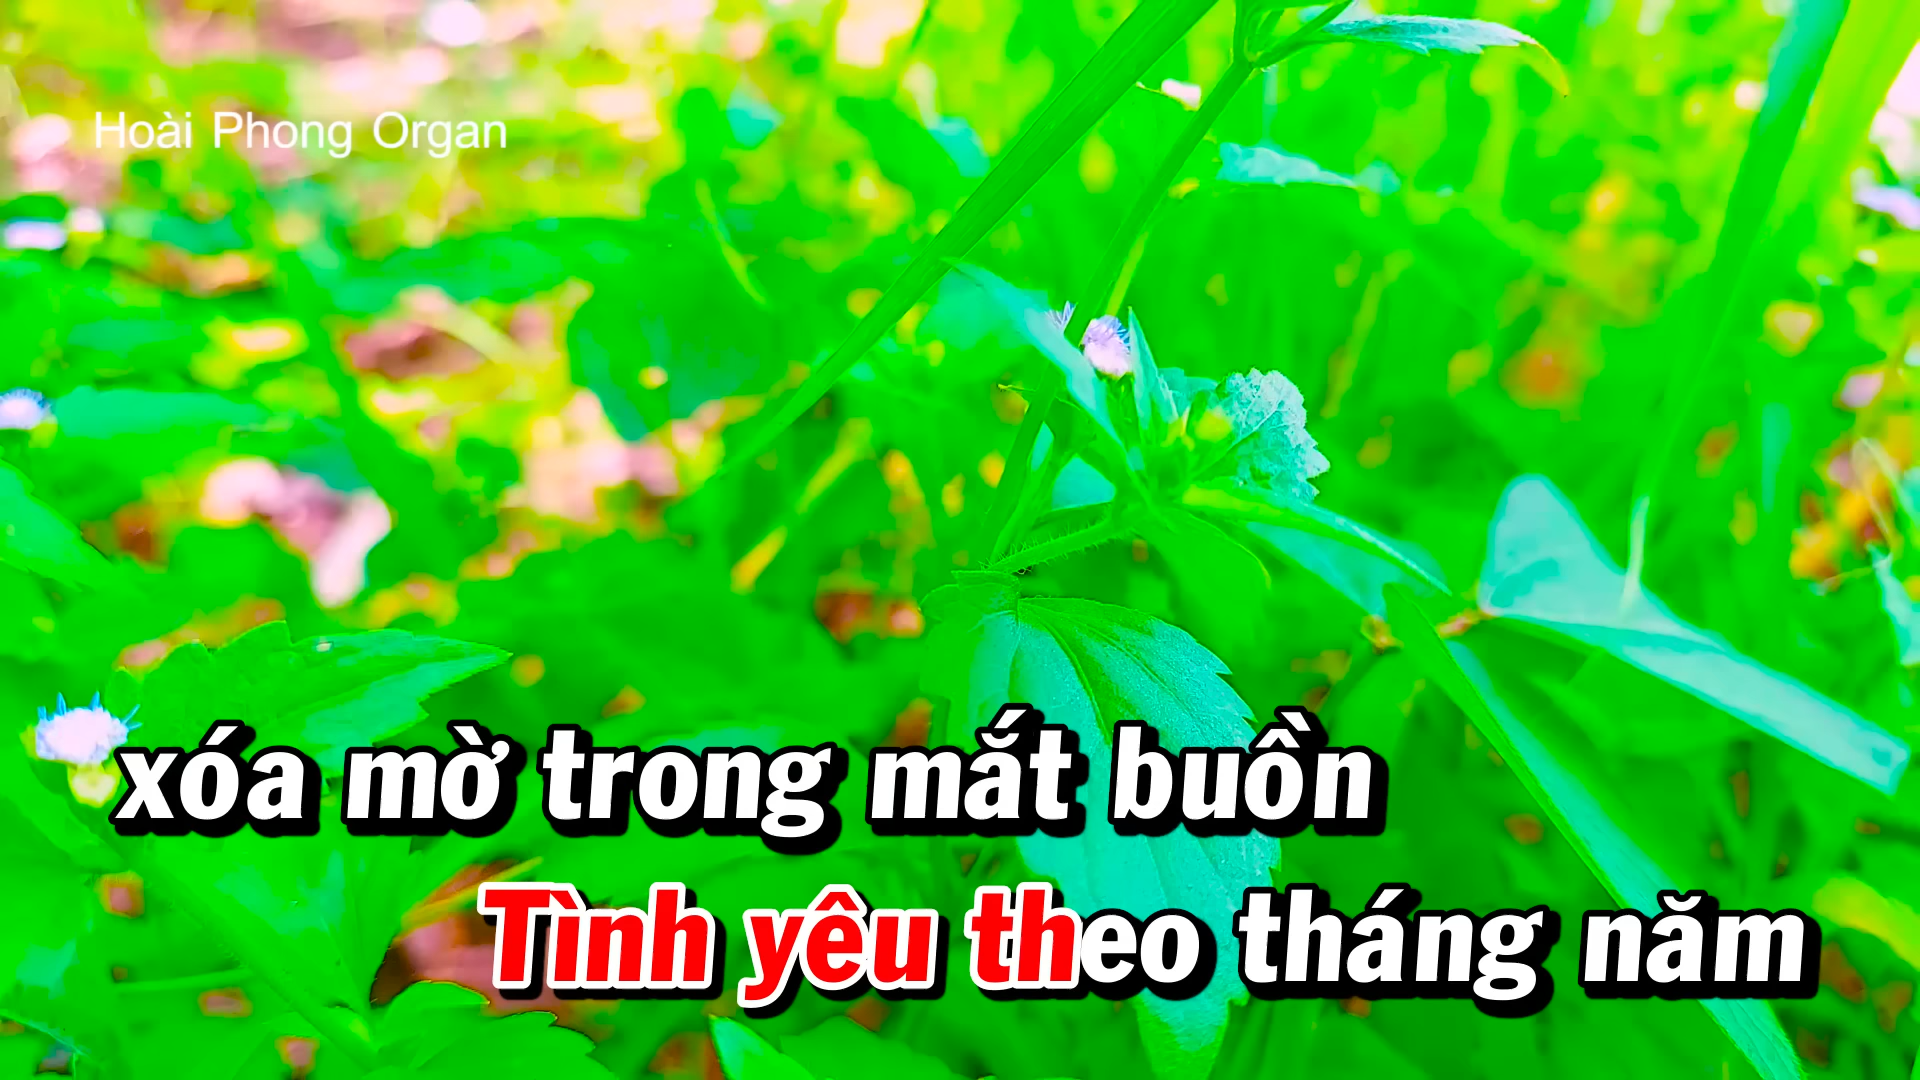 Hoài Phong Organ
xóa mờ trong mắt buồn
Tình yêu theo tháng năm